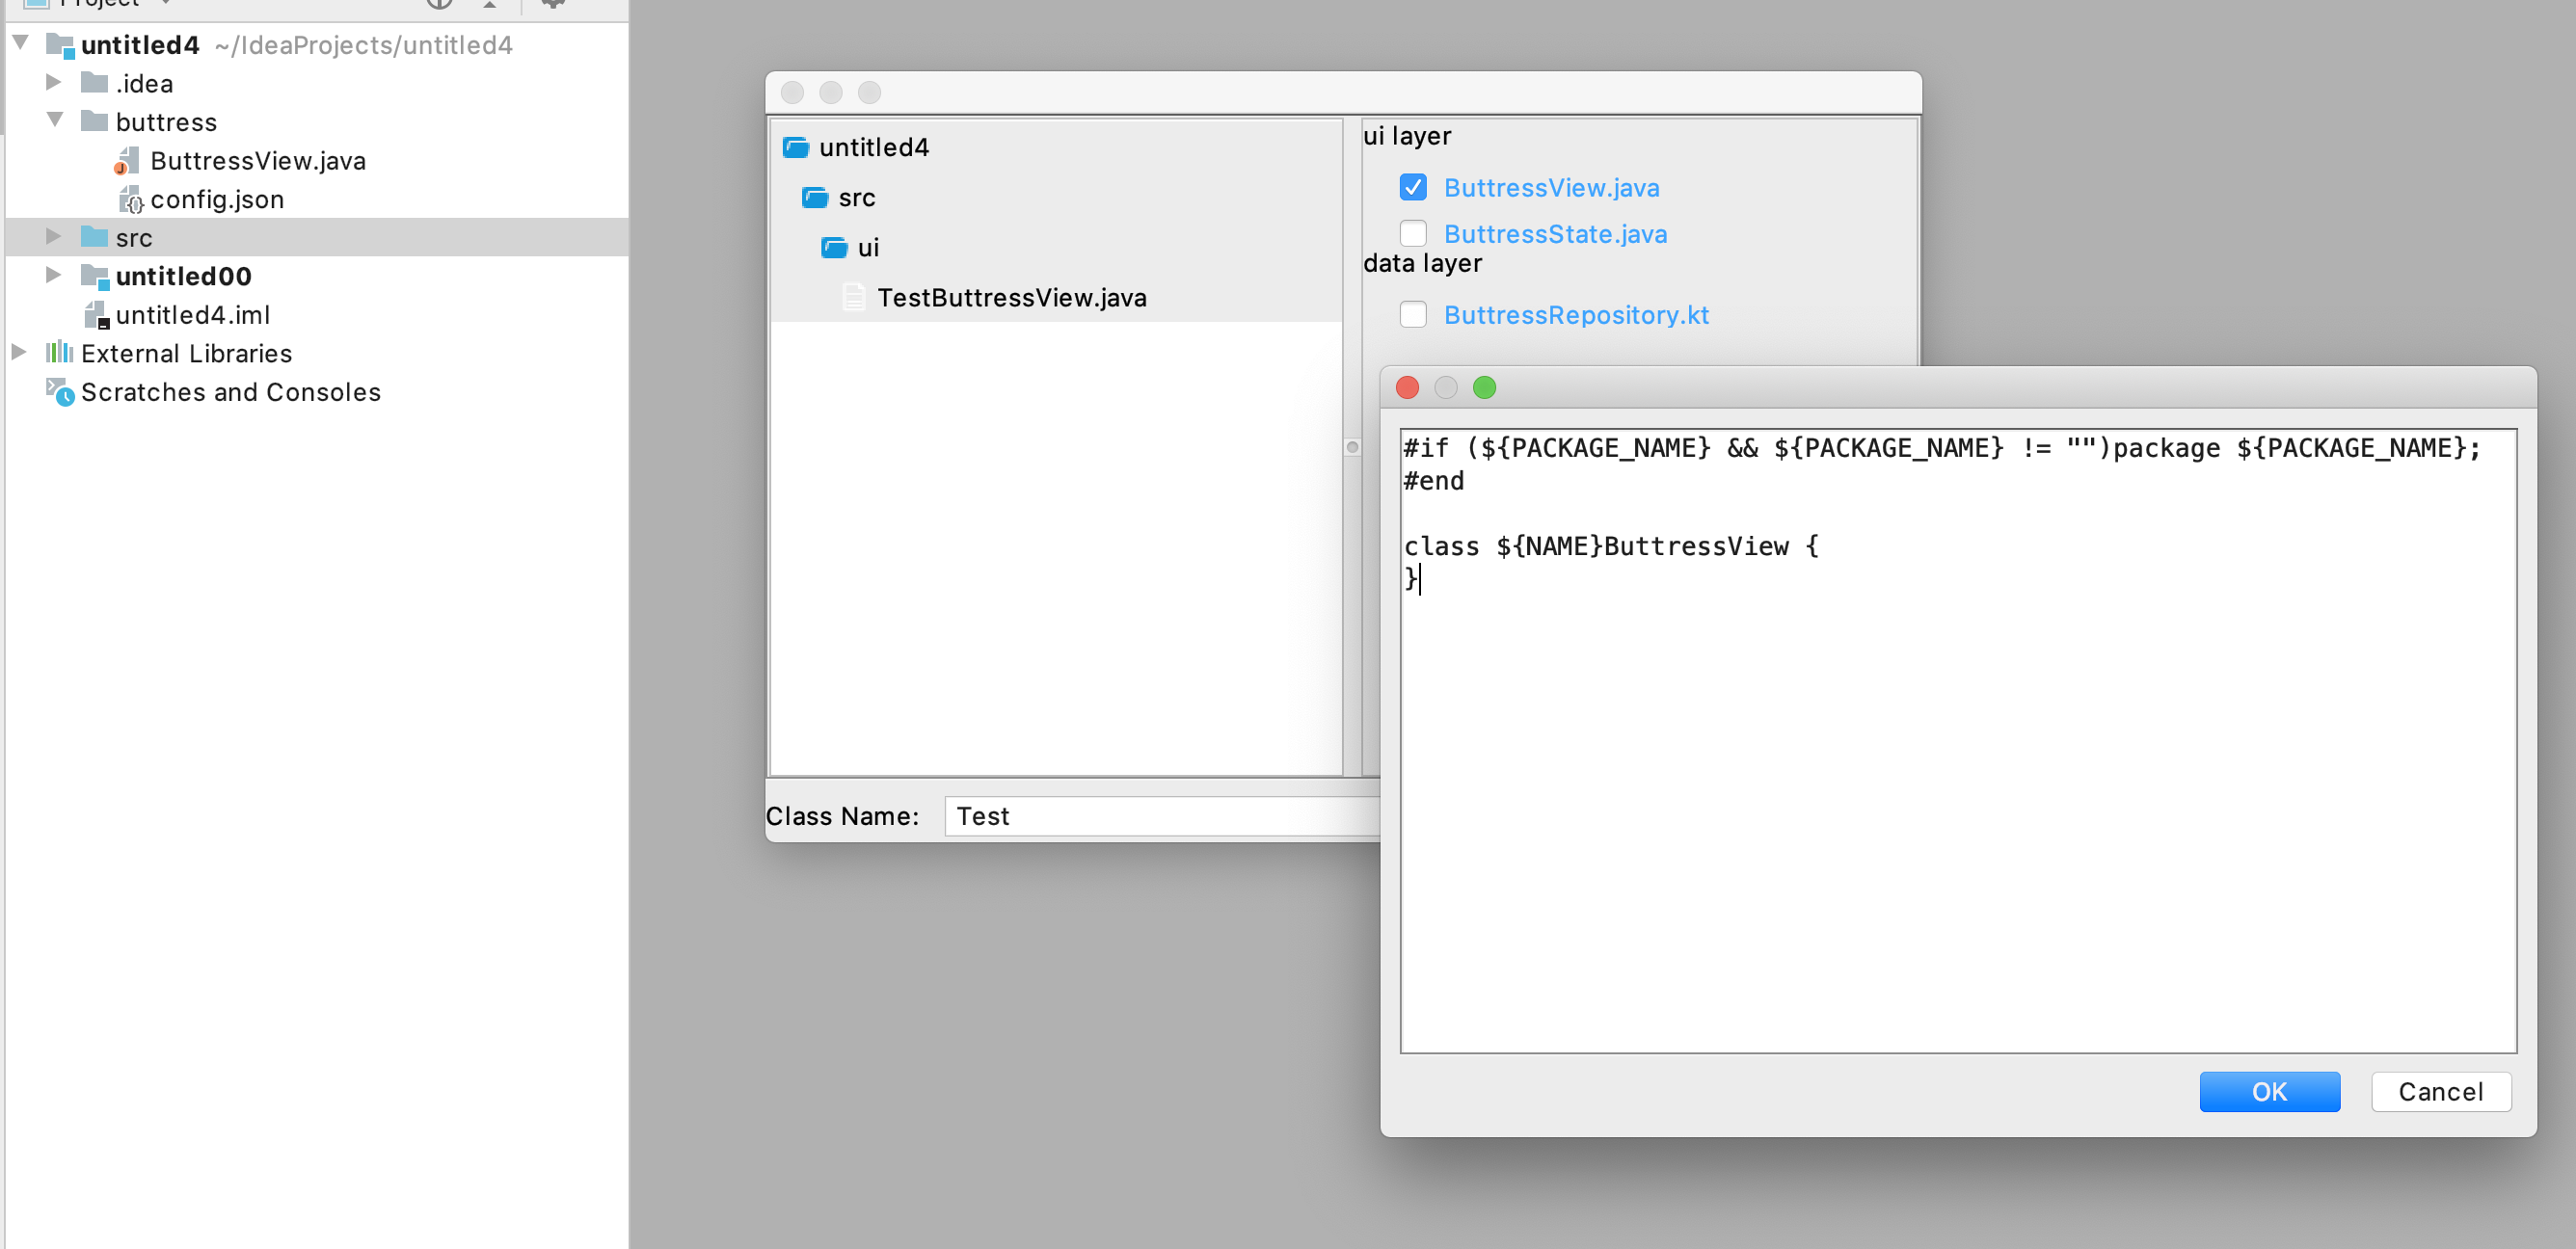 Project
untitled4 ~/IdeaProjects/untitled4
.idea
buttress
ButtressView.java
config.json
src
untitled00
untitled4.iml
External Libraries
Scratches and Consoles
untitled4
src
ui
TestButtressView.java
ui layer
ButtressView.java
ButtressState.java
data layer
ButtressRepository.kt
Class Name: Test
#if (${PACKAGE_NAME} && ${PACKAGE_NAME} != "")package ${PACKAGE_NAME};
#end
class ${NAME}ButtressView {
}
OK Cancel